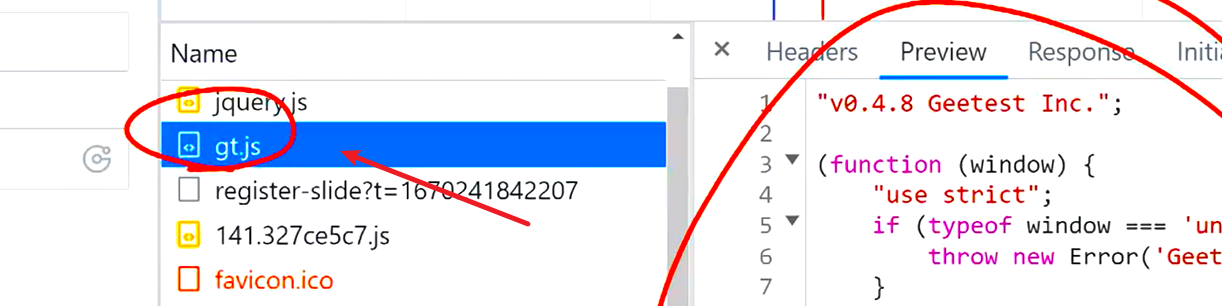 Name
jquery.js
gt.js
register-slide?t=1670241842207
141.327ce5c7.js
favicon.ico
Headers Preview Response Initi
1 "v0.4.8 Geetest Inc.";
2
3 (function (window) {
4 "use strict";
5 if (typeof window === 'un
6 throw new Error('Geet
7 }